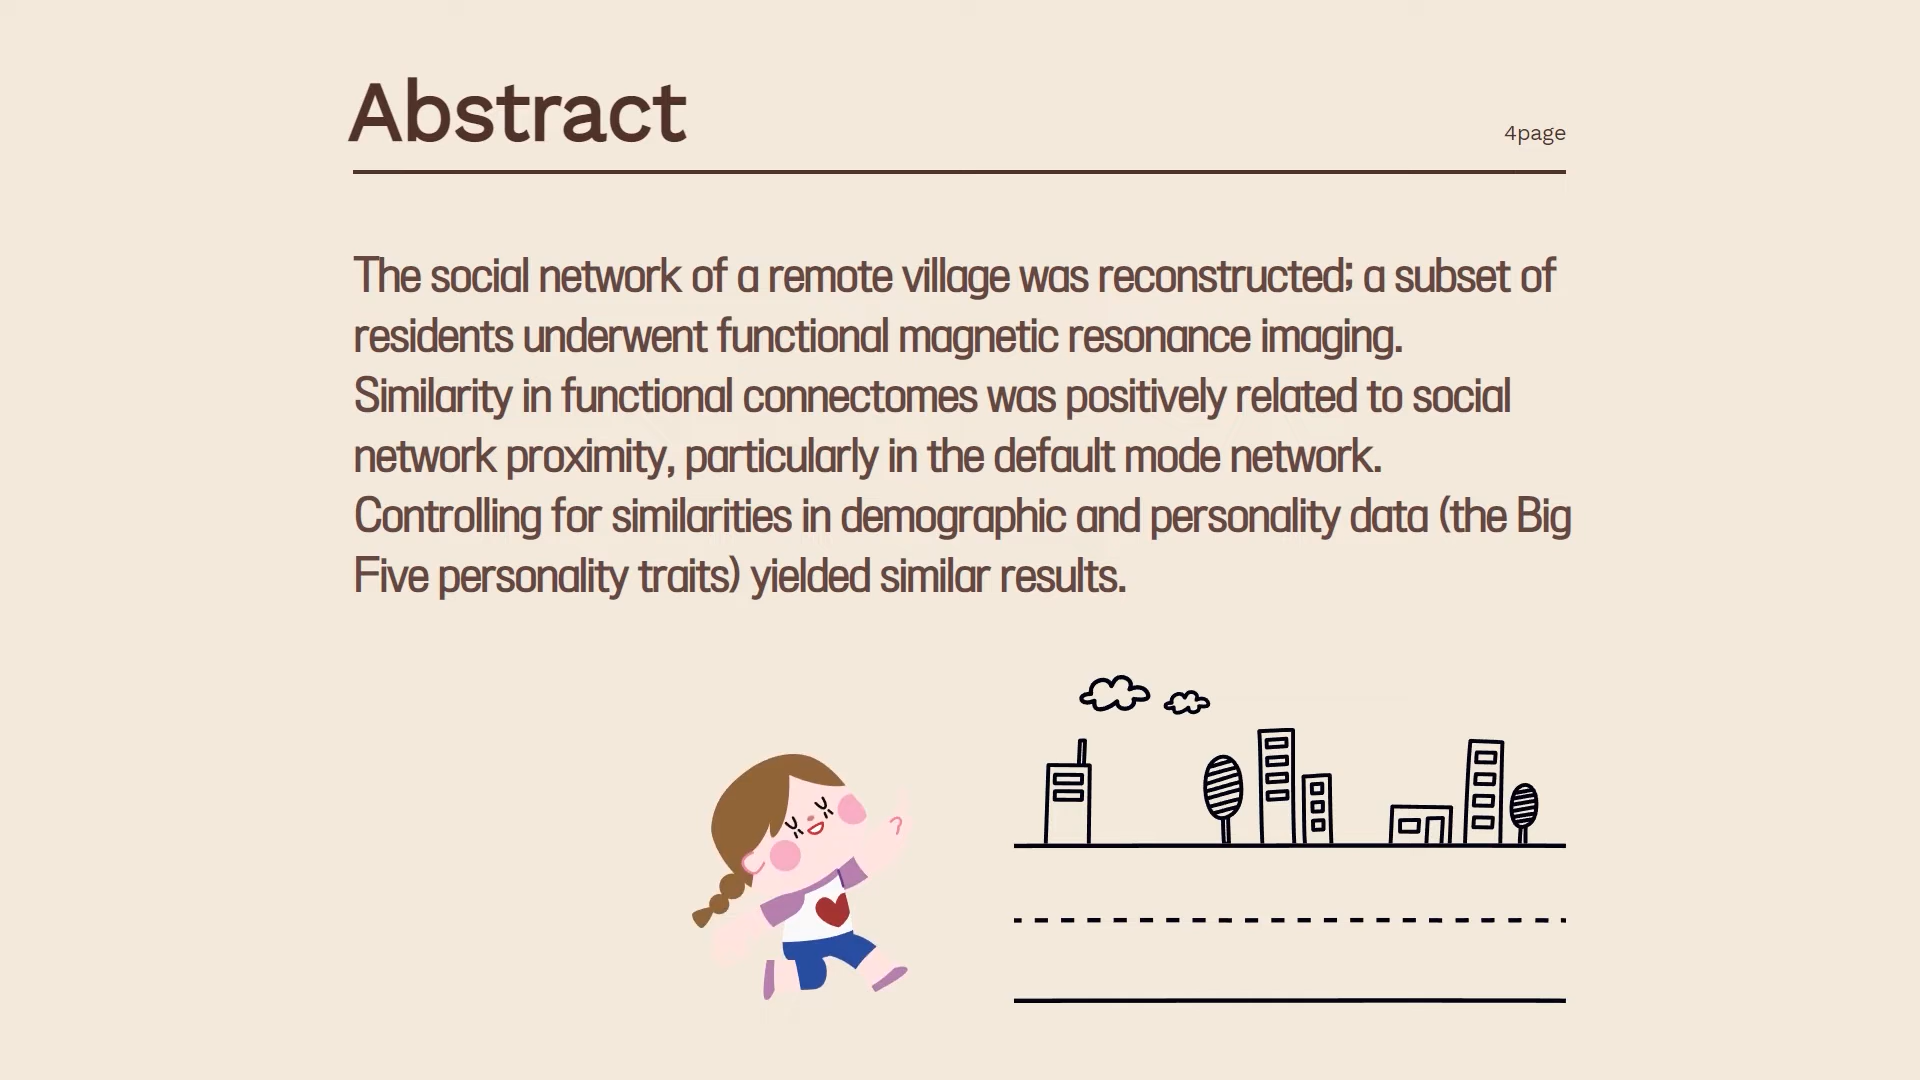 Abstract
4page
The social network of a remote village was reconstructed; a subset of
residents underwent functional magnetic resonance imaging.
Similarity in functional connectomes was positively related to social
network proximity, particularly in the default mode network.
Controlling for similarities in demographic and personality data (the Big
Five personality traits) yielded similar results.